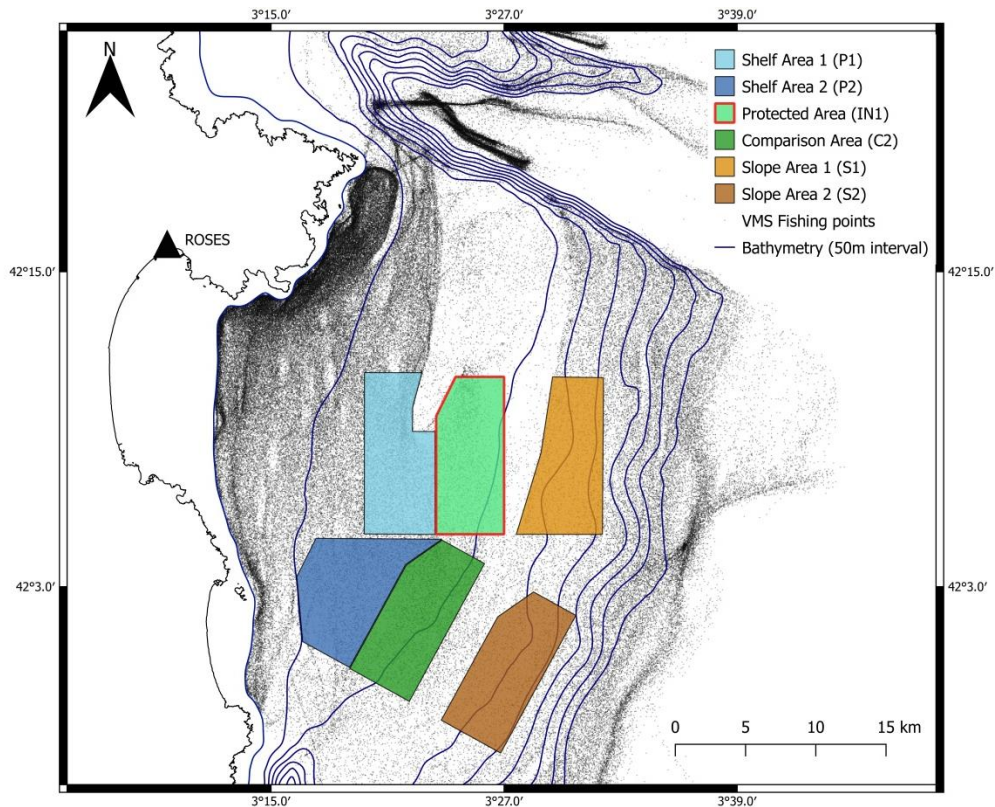 3°15.0′ 3°27.0′ 3°39.0′
N
Shelf Area 1 (P1)
Shelf Area 2 (P2)
Protected Area (IN1)
Comparison Area (C2)
Slope Area 1 (S1)
Slope Area 2 (S2)
VMS Fishing points
Bathymetry (50m interval)
ROSES
42°15.0′ 42°15.0′
42°3.0′ 42°3.0′
0 5 10 15 km
3°15.0′ 3°27.0′ 3°39.0′